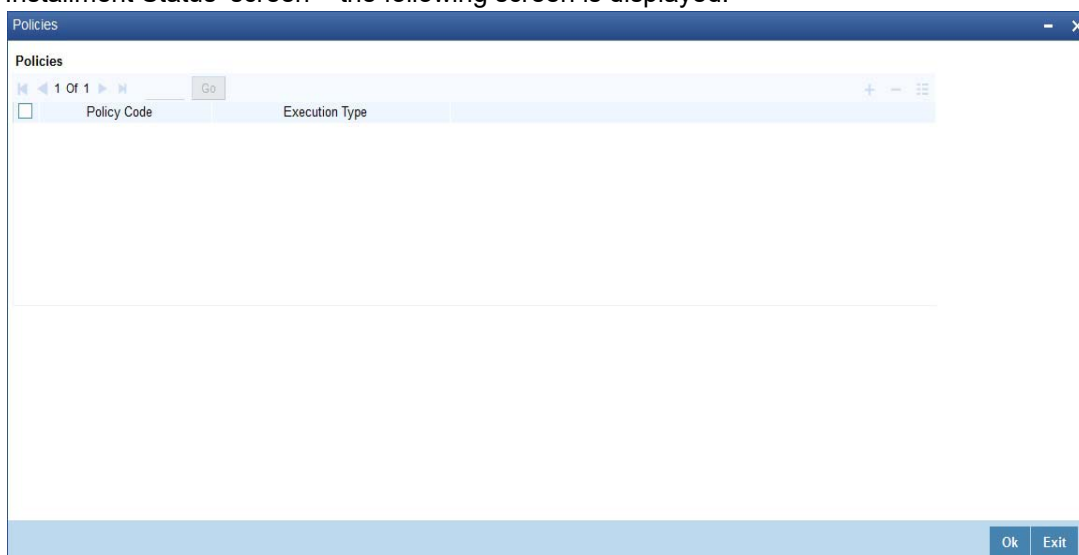 Installment Status' screen – the following screen is displayed:
Policies
Policies
1 Of 1 Go
Policy Code Execution Type
Ok Exit